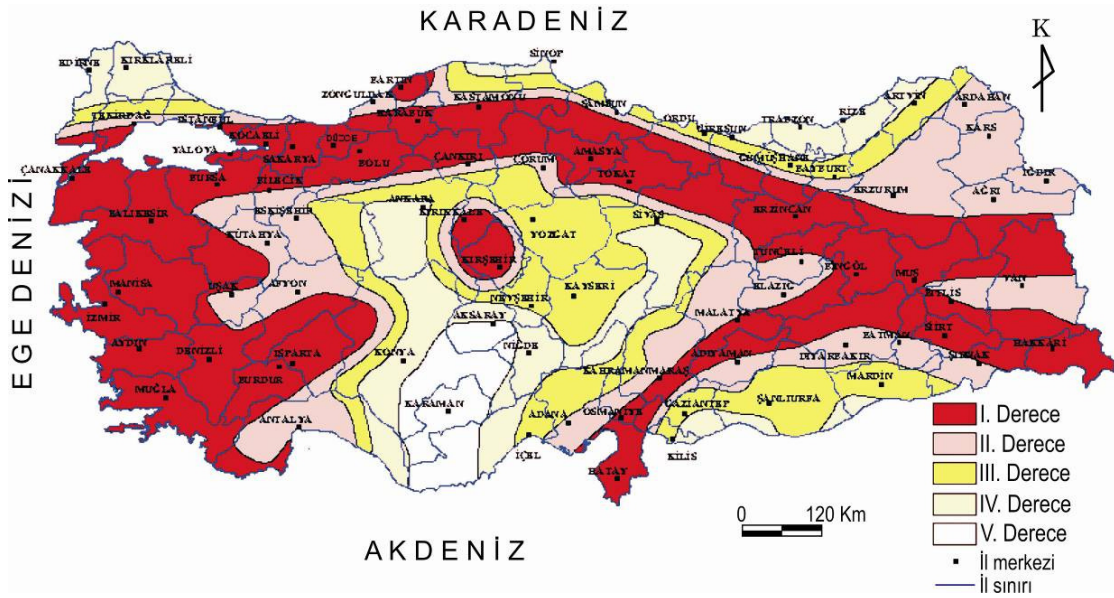 KARADENİZ
K
EDİRNE
KIRKLARELİ
SİNOP
BARTIN
ZONGULDAK
KASTAMONU
ARTVİN
ARDAHAN
TEKİRDAĞ
İSTANBUL
KARABÜK
SAMSUN
ORDU
GİRESUN
TRABZON
RİZE
KARS
KOCAELİ
DÜZCE
YALOVA
SAKARYA
BOLU
ÇANKIRI
ÇORUM
AMASYA
GÜMÜŞHANE
BAYBURT
ÇANAKKALE
BURSA
BİLECİK
TOKAT
ERZURUM
AĞRI
IĞDIR
ANKARA
KIRIKKALE
BALIKESİR
ESKİŞEHİR
YOZGAT
SİVAS
ERZİNCAN
KÜTAHYA
KIRŞEHİR
TUNCELİ
BİNGÖL
MUŞ
VAN
MANİSA
UŞAK
AFYON
NEVŞEHİR
KAYSERİ
ELAZIĞ
BİTLİS
İZMİR
AKSARAY
MALATYA
SİİRT
AYDIN
DENİZLİ
ISPARTA
KONYA
NİĞDE
BATMAN
DİYARBAKIR
ADIYAMAN
ŞIRNAK
HAKKARİ
BURDUR
KAHRAMANMARAŞ
MARDİN
MUĞLA
KARAMAN
ADANA
OSMANİYE
GAZİANTEP
ŞANLIURFA
ANTALYA
İÇEL
KİLİS
HATAY
EGE DENİZİ
AKDENİZ
0 120 Km
I. Derece
II. Derece
III. Derece
IV. Derece
V. Derece
İl merkezi
İl sınırı